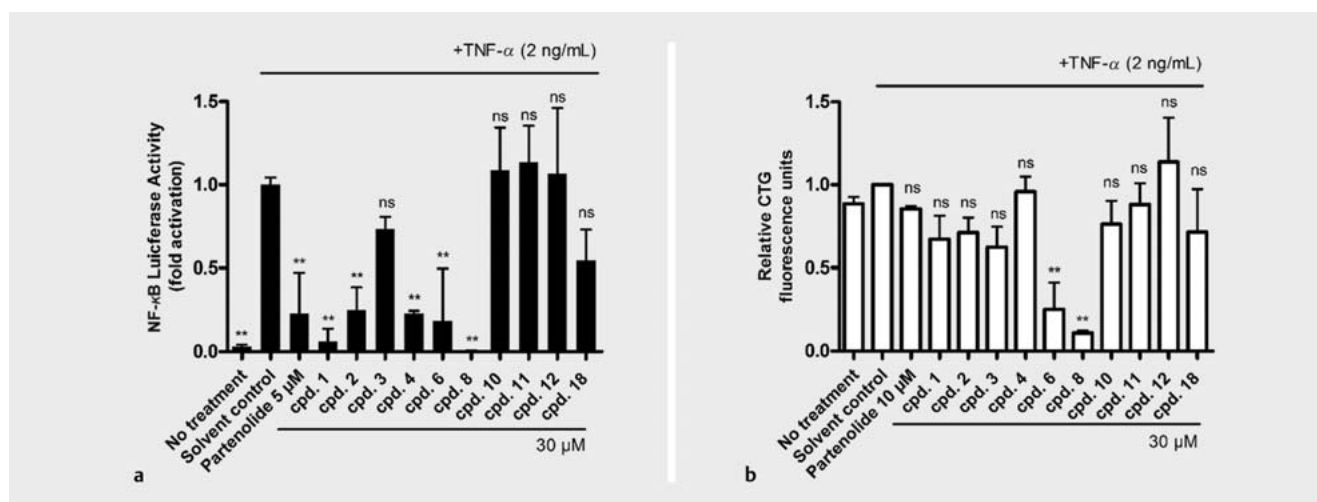 +TNF-α (2 ng/mL)
NF-κB Luicferase Activity
(fold activation)
1.5
1.0
0.5
0.0
**
**
**
**
ns
**
**
**
ns
ns
ns
ns
No treatment
Solvent control
Partenolide 5 µM
cpd. 1
cpd. 2
cpd. 3
cpd. 4
cpd. 6
cpd. 8
cpd. 10
cpd. 11
cpd. 12
cpd. 18
30 µM
a
+TNF-α (2 ng/mL)
Relative CTG
fluorescence units
1.5
1.0
0.5
0.0
ns
ns
ns
ns
ns
**
**
ns
ns
ns
ns
No treatment
Solvent control
Partenolide 10 µM
cpd. 1
cpd. 2
cpd. 3
cpd. 4
cpd. 6
cpd. 8
cpd. 10
cpd. 11
cpd. 12
cpd. 18
30 µM
b